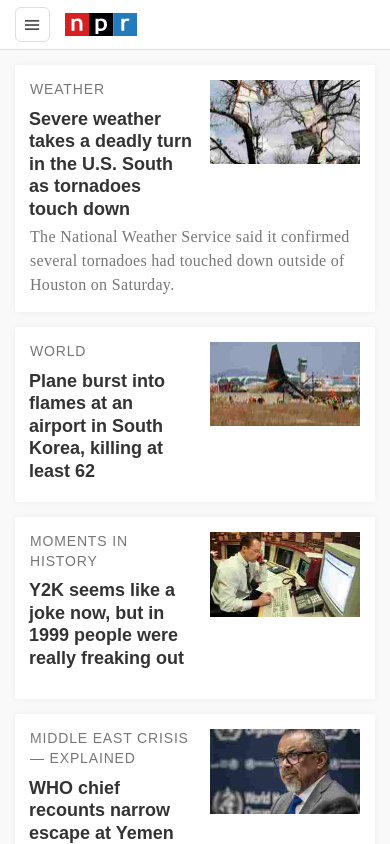 npr
WEATHER
Severe weather
takes a deadly turn
in the U.S. South
as tornadoes
touch down
The National Weather Service said it confirmed
several tornadoes had touched down outside of
Houston on Saturday.
WORLD
Plane burst into
flames at an
airport in South
Korea, killing at
least 62
MOMENTS IN
HISTORY
Y2K seems like a
joke now, but in
1999 people were
really freaking out
MIDDLE EAST CRISIS
— EXPLAINED
WHO chief
recounts narrow
escape at Yemen